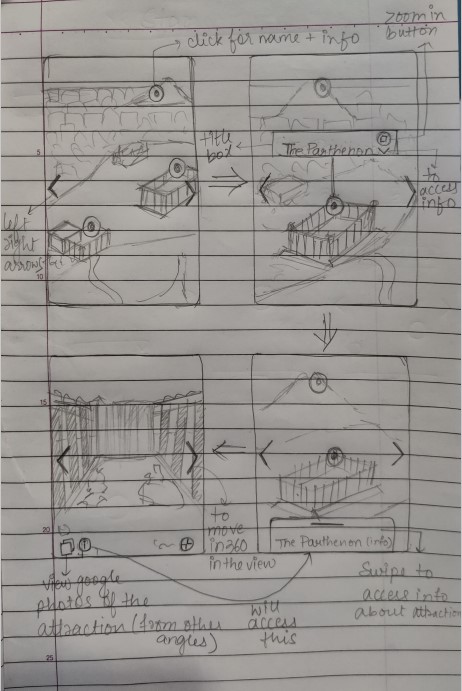 click for name + info
zoom in
button
title
box
The Parthenon
to
access
info
left
right
arrows
5
10
15
20
25
The Parthenon (info)
to
move
in 360
in the view
view google
photos of the
attraction (from other
angles)
will
access
this
Swipe to
access info
about attraction